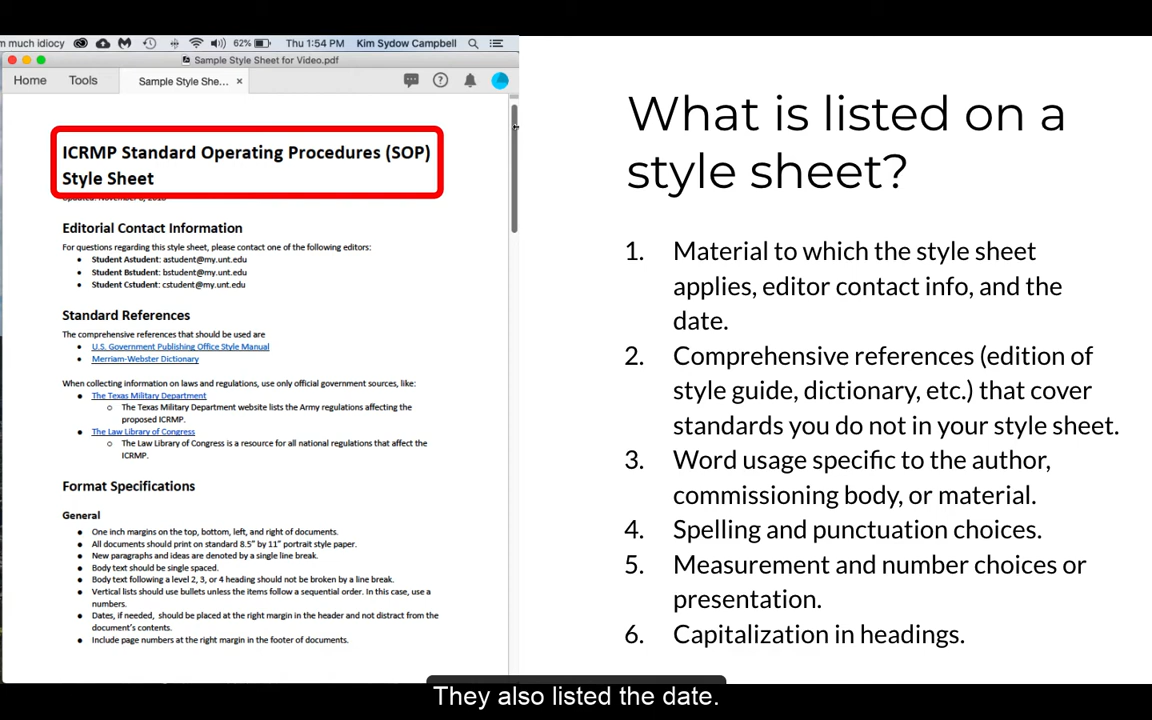 m much idiocy 62% Thu 1:54 PM Kim Sydow Campbell
Sample Style Sheet for Video.pdf
Home Tools Sample Style She... ×
ICRMP Standard Operating Procedures (SOP)
Style Sheet
Editorial Contact Information
For questions regarding this style sheet, please contact one of the following editors:
● Student Astudent: astudent@my.unt.edu
● Student Bstudent: bstudent@my.unt.edu
● Student Cstudent: cstudent@my.unt.edu
Standard References
The comprehensive references that should be used are
● U.S. Government Publishing Office Style Manual
● Merriam-Webster Dictionary
When collecting information on laws and regulations, use only official government sources, like:
● The Texas Military Department
○ The Texas Military Department website lists the Army regulations affecting the
proposed ICRMP.
● The Law Library of Congress
○ The Law Library of Congress is a resource for all national regulations that affect the
ICRMP.
Format Specifications
General
● One inch margins on the top, bottom, left, and right of documents.
● All documents should print on standard 8.5" by 11" portrait style paper.
● New paragraphs and ideas are denoted by a single line break.
● Body text should be single spaced.
● Body text following a level 2, 3, or 4 heading should not be broken by a line break.
● Vertical lists should use bullets unless the items follow a sequential order. In this case, use a
numbers.
● Dates, if needed, should be placed at the right margin in the header and not distract from the
document's contents.
● Include page numbers at the right margin in the footer of documents.
What is listed on a
style sheet?
1. Material to which the style sheet
applies, editor contact info, and the
date.
2. Comprehensive references (edition of
style guide, dictionary, etc.) that cover
standards you do not in your style sheet.
3. Word usage specific to the author,
commissioning body, or material.
4. Spelling and punctuation choices.
5. Measurement and number choices or
presentation.
6. Capitalization in headings.
They also listed the date.